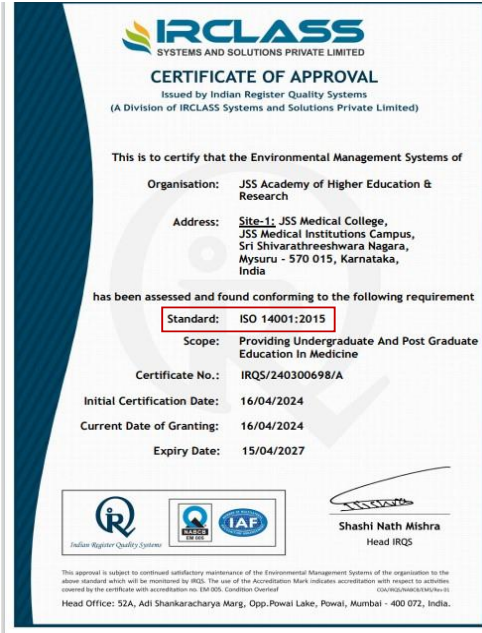 IRCLASS
SYSTEMS AND SOLUTIONS PRIVATE LIMITED
CERTIFICATE OF APPROVAL
Issued by Indian Register Quality Systems
(A Division of IRCLASS Systems and Solutions Private Limited)
This is to certify that the Environmental Management Systems of
Organisation: JSS Academy of Higher Education &
Research
Address: Site-1: JSS Medical College,
JSS Medical Institutions Campus,
Sri Shivarathreeshwara Nagara,
Mysuru - 570 015, Karnataka,
India
has been assessed and found conforming to the following requirement
Standard: ISO 14001:2015
Scope: Providing Undergraduate And Post Graduate
Education In Medicine
Certificate No.: IRQS/240300698/A
Initial Certification Date: 16/04/2024
Current Date of Granting: 16/04/2024
Expiry Date: 15/04/2027
Indian Register Quality Systems
NABCB
EM 005
IAF
Shashi Nath Mishra
Head IRQS
This approval is subject to continued satisfactory maintenance of the Environmental Management Systems of the organisation to the
above standard which will be monitored by IRQS. The use of the Accreditation Mark indicates accreditation with respect to activities
covered by the certificate with accreditation no. EM 005. Condition Overleaf COA/IRQS/NABCB/EMS/Rev 01
Head Office: 52A, Adi Shankaracharya Marg, Opp.Powai Lake, Powai, Mumbai - 400 072, India.